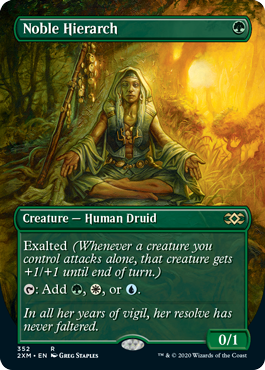 Noble Hierarch
Creature — Human Druid
Exalted (Whenever a creature you
control attacks alone, that creature gets
+1/+1 until end of turn.)
: Add , , or .
In all her years of vigil, her resolve has
never faltered.
0/1
352 R
2XM • EN Greg Staples
™ & © 2020 Wizards of the Coast